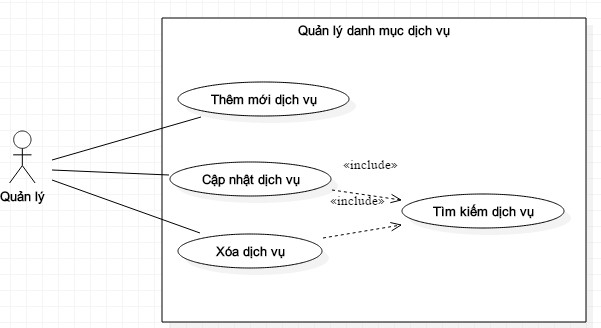 Quản lý danh mục dịch vụ
Thêm mới dịch vụ
«include»
Cập nhật dịch vụ
Quản lý
«include»
Tìm kiếm dịch vụ
Xóa dịch vụ